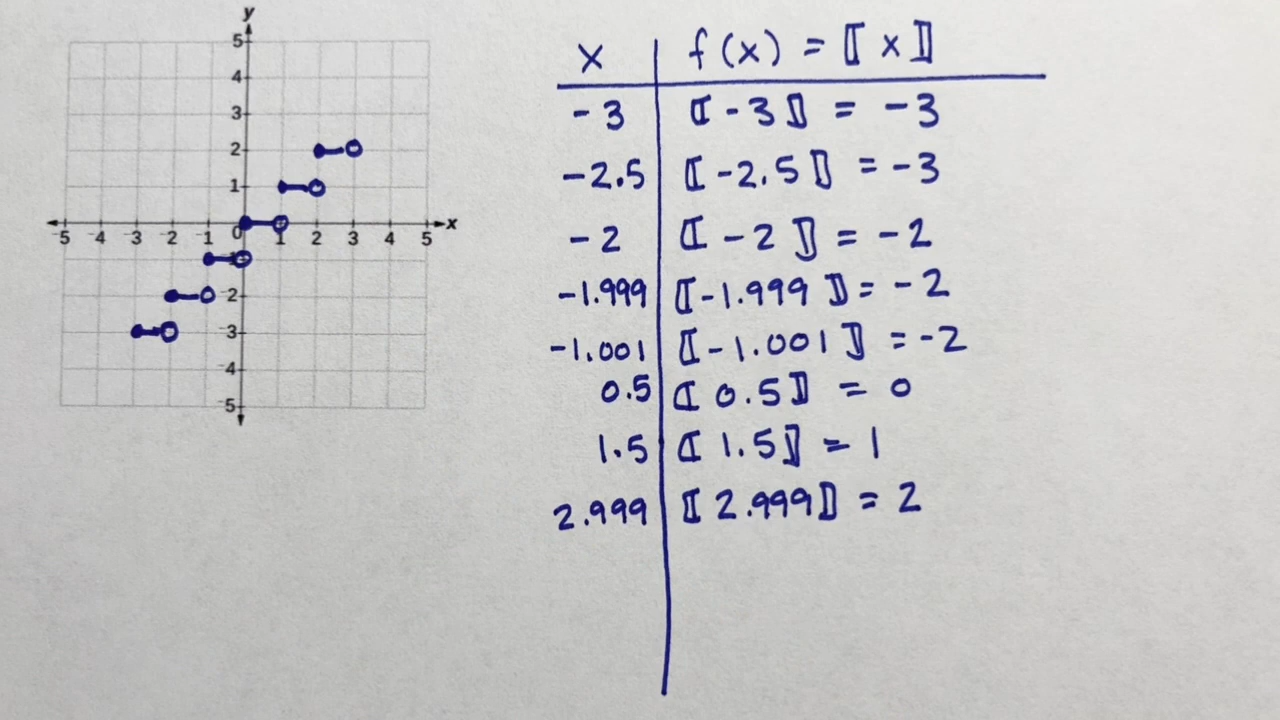 y
5
4
3
2
1
-5 -4 -3 -2 -1 0 1 2 3 4 5 x
-2
-3
-4
-5
x f(x) = ⟦x⟧
-3 ⟦-3⟧ = -3
-2.5 ⟦-2.5⟧ = -3
-2 ⟦-2⟧ = -2
-1.999 ⟦-1.999⟧ = -2
-1.001 ⟦-1.001⟧ = -2
0.5 ⟦0.5⟧ = 0
1.5 ⟦1.5⟧ = 1
2.999 ⟦2.999⟧ = 2